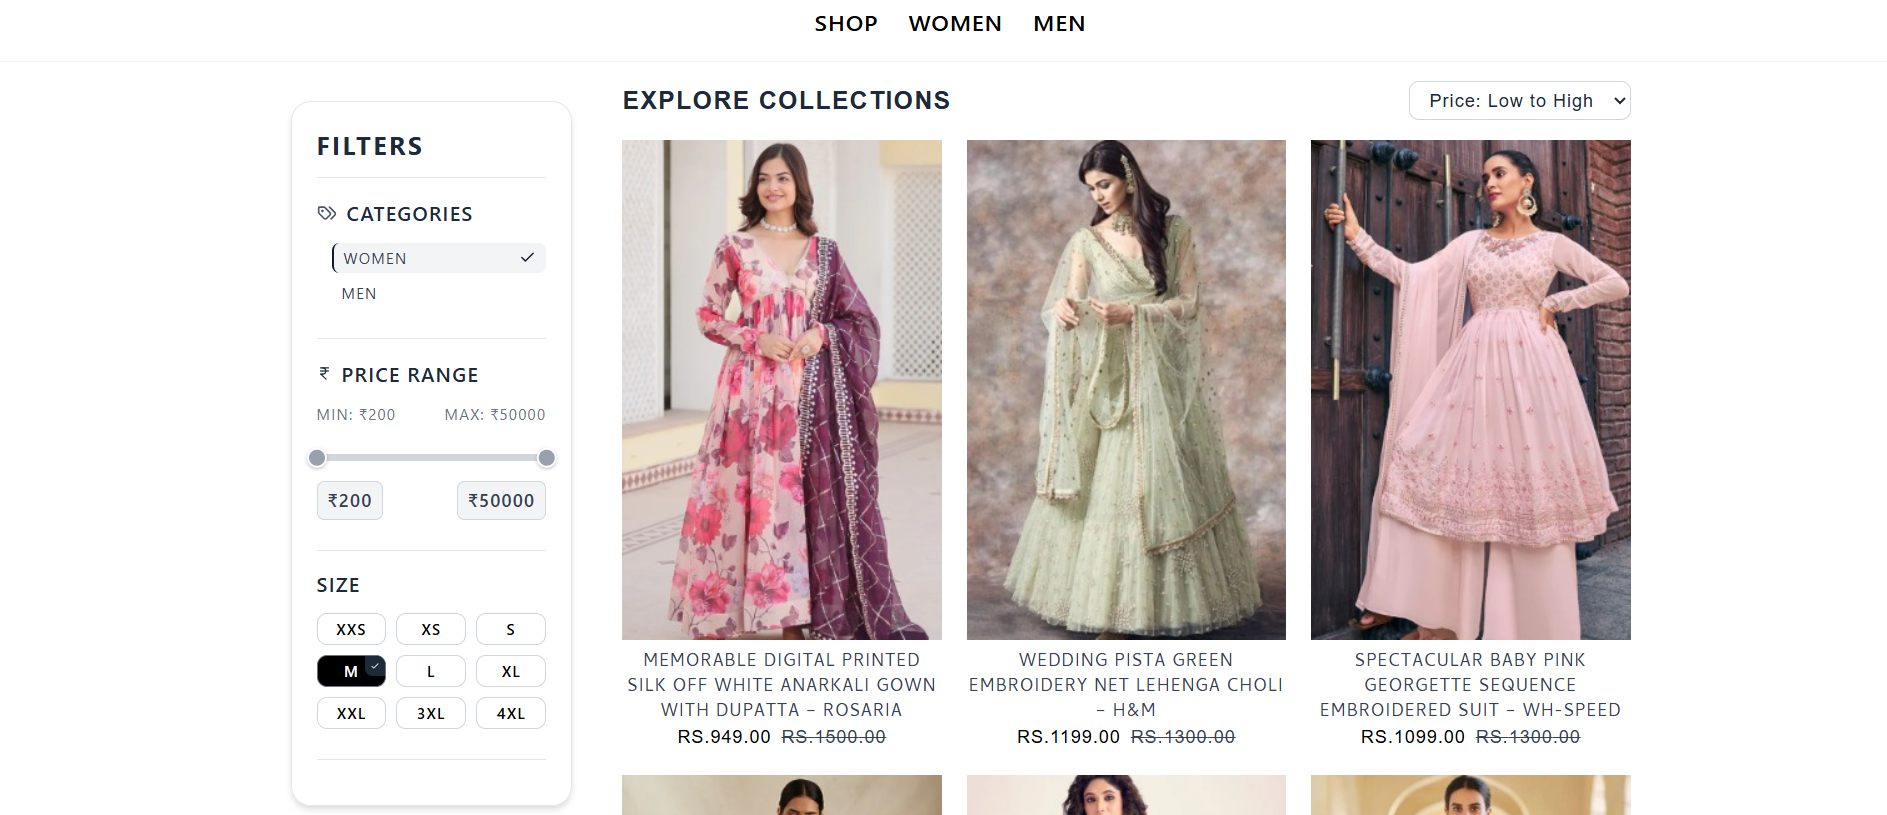 SHOP WOMEN MEN
FILTERS
CATEGORIES
WOMEN
MEN
₹ PRICE RANGE
MIN: ₹200 MAX: ₹50000
₹200 ₹50000
SIZE
XXS XS S
M L XL
XXL 3XL 4XL
EXPLORE COLLECTIONS
Price: Low to High
MEMORABLE DIGITAL PRINTED
SILK OFF WHITE ANARKALI GOWN
WITH DUPATTA – ROSARIA
RS.949.00 RS.1500.00
WEDDING PISTA GREEN
EMBROIDERY NET LEHENGA CHOLI
– H&M
RS.1199.00 RS.1300.00
SPECTACULAR BABY PINK
GEORGETTE SEQUENCE
EMBROIDERED SUIT – WH-SPEED
RS.1099.00 RS.1300.00